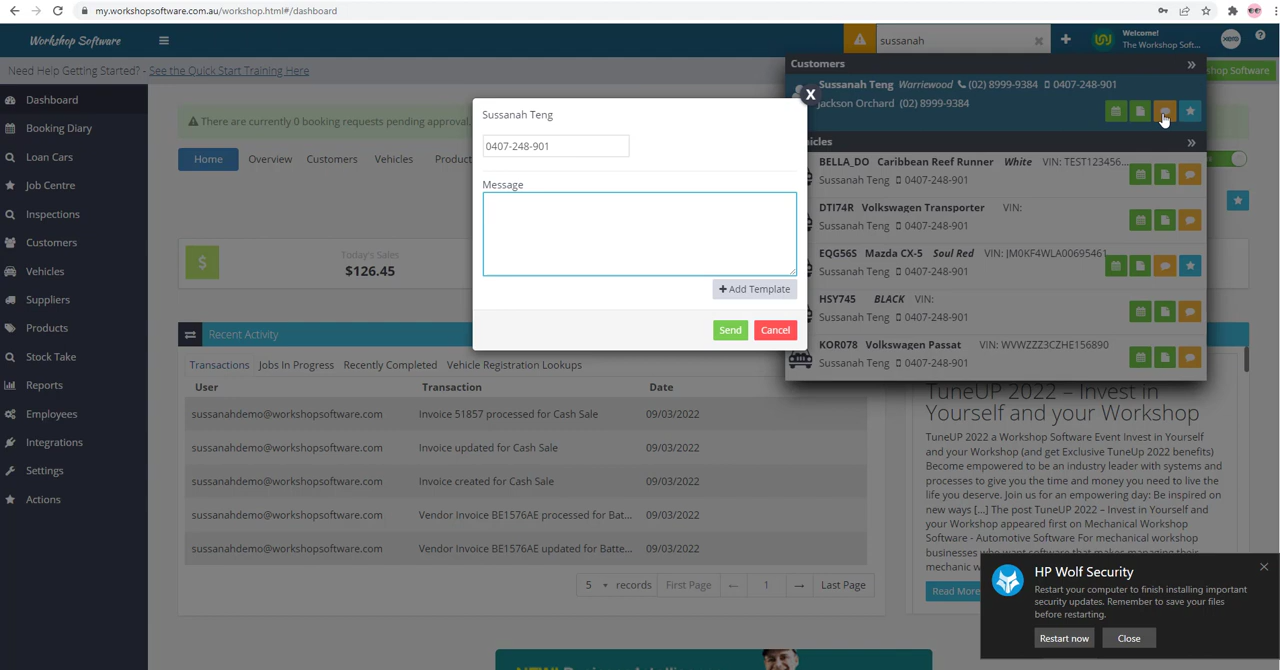 my.workshopsoftware.com.au/workshop.html#/dashboard
Workshop Software
sussanah
Welcome!
The Workshop Soft...
xero
Need Help Getting Started? - See the Quick Start Training Here
shop Software
Dashboard
Booking Diary
Loan Cars
Job Centre
Inspections
Customers
Vehicles
Suppliers
Products
Stock Take
Reports
Employees
Integrations
Settings
Actions
There are currently 0 booking requests pending approval.
Home Overview Customers Vehicles Product
Today's Sales
$126.45
Recent Activity
Transactions Jobs In Progress Recently Completed Vehicle Registration Lookups
User Transaction Date
sussanahdemo@workshopsoftware.com Invoice 51857 processed for Cash Sale 09/03/2022
sussanahdemo@workshopsoftware.com Invoice updated for Cash Sale 09/03/2022
sussanahdemo@workshopsoftware.com Invoice created for Cash Sale 09/03/2022
sussanahdemo@workshopsoftware.com Vendor Invoice BE1576AE processed for Bat... 09/03/2022
sussanahdemo@workshopsoftware.com Vendor Invoice BE1576AE updated for Batte... 09/03/2022
5 records First Page 1 Last Page
X
Sussanah Teng
0407-248-901
Message
Add Template
Send Cancel
Customers
Sussanah Teng Warriewood (02) 8999-9384 0407-248-901
Jackson Orchard (02) 8999-9384
icles
BELLA_DO Caribbean Reef Runner White VIN: TEST123456...
Sussanah Teng 0407-248-901
DTI74R Volkswagen Transporter VIN:
Sussanah Teng 0407-248-901
EQG56S Mazda CX-5 Soul Red VIN: JM0KF4WLA00695461
Sussanah Teng 0407-248-901
HSY745 BLACK VIN:
Sussanah Teng 0407-248-901
KOR078 Volkswagen Passat VIN: WVWZZZ3CZHE156890
Sussanah Teng 0407-248-901
TuneUP 2022 – Invest in
Yourself and your Workshop
TuneUP 2022 a Workshop Software Event Invest in Yourself
and your Workshop (and get Exclusive TuneUp 2022 benefits)
Become empowered to be an industry leader with systems and
processes to give you the time and money you need to live the
life you deserve. Join us for an empowering day: Be inspired on
new ways [...] The post TuneUP 2022 – Invest in Yourself and
your Workshop appeared first on Mechanical Workshop
Software - Automotive Software For mechanical workshop
businesses who want software that makes managing their
mechanic w
Read More
HP Wolf Security
Restart your computer to finish installing important
security updates. Remember to save your files
before restarting.
Restart now Close